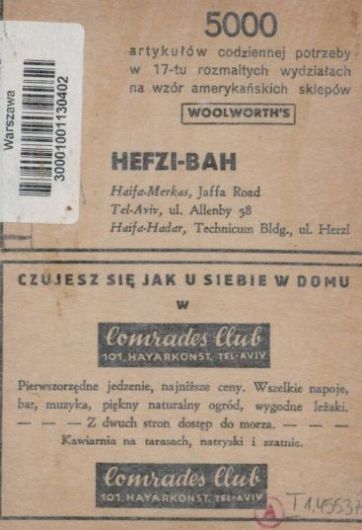 5000
artykułów codziennej potrzeby
w 17-tu rozmaitych wydziałach
na wzór amerykańskich sklepów
WOOLWORTH'S
Warszawa
30001001130402
HEFZI-BAH
Haifa-Merkas, Jaffa Road
Tel-Aviv, ul. Allenby 58
Haifa-Hadar, Technicum Bldg., ul. Herzl
CZUJESZ SIĘ JAK U SIEBIE W DOMU
W
Comrades Club
101, HAYARKONST. TEL-AVIV
Pierwszorzędne jedzenie, najniższe ceny. Wszelkie napoje,
bar, muzyka, piękny naturalny ogród, wygodne leżaki.
— — — — Z dwuch stron dostęp do morza. — — — —
Kawiarnia na tarasach, natryski i szatnie.
Comrades Club
101, HAYARKONST. TEL-AVIV
A